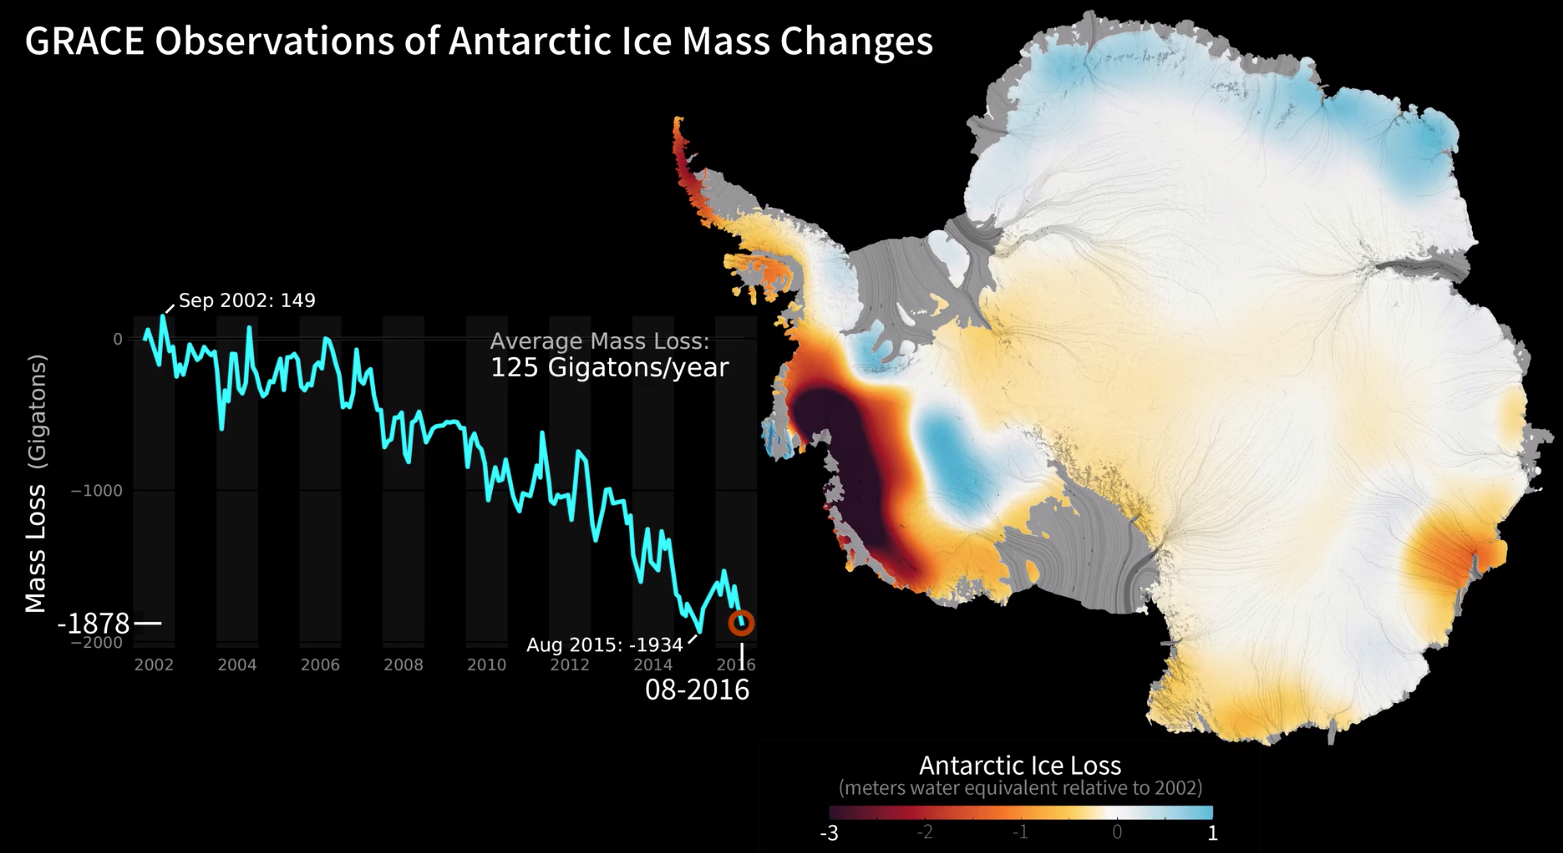 GRACE Observations of Antarctic Ice Mass Changes
Sep 2002: 149
Average Mass Loss:
125 Gigatons/year
Mass Loss (Gigatons)
0
−1000
-1878
−2000
Aug 2015: -1934
2002 2004 2006 2008 2010 2012 2014 2016
08-2016
Antarctic Ice Loss
(meters water equivalent relative to 2002)
-3 -2 -1 0 1